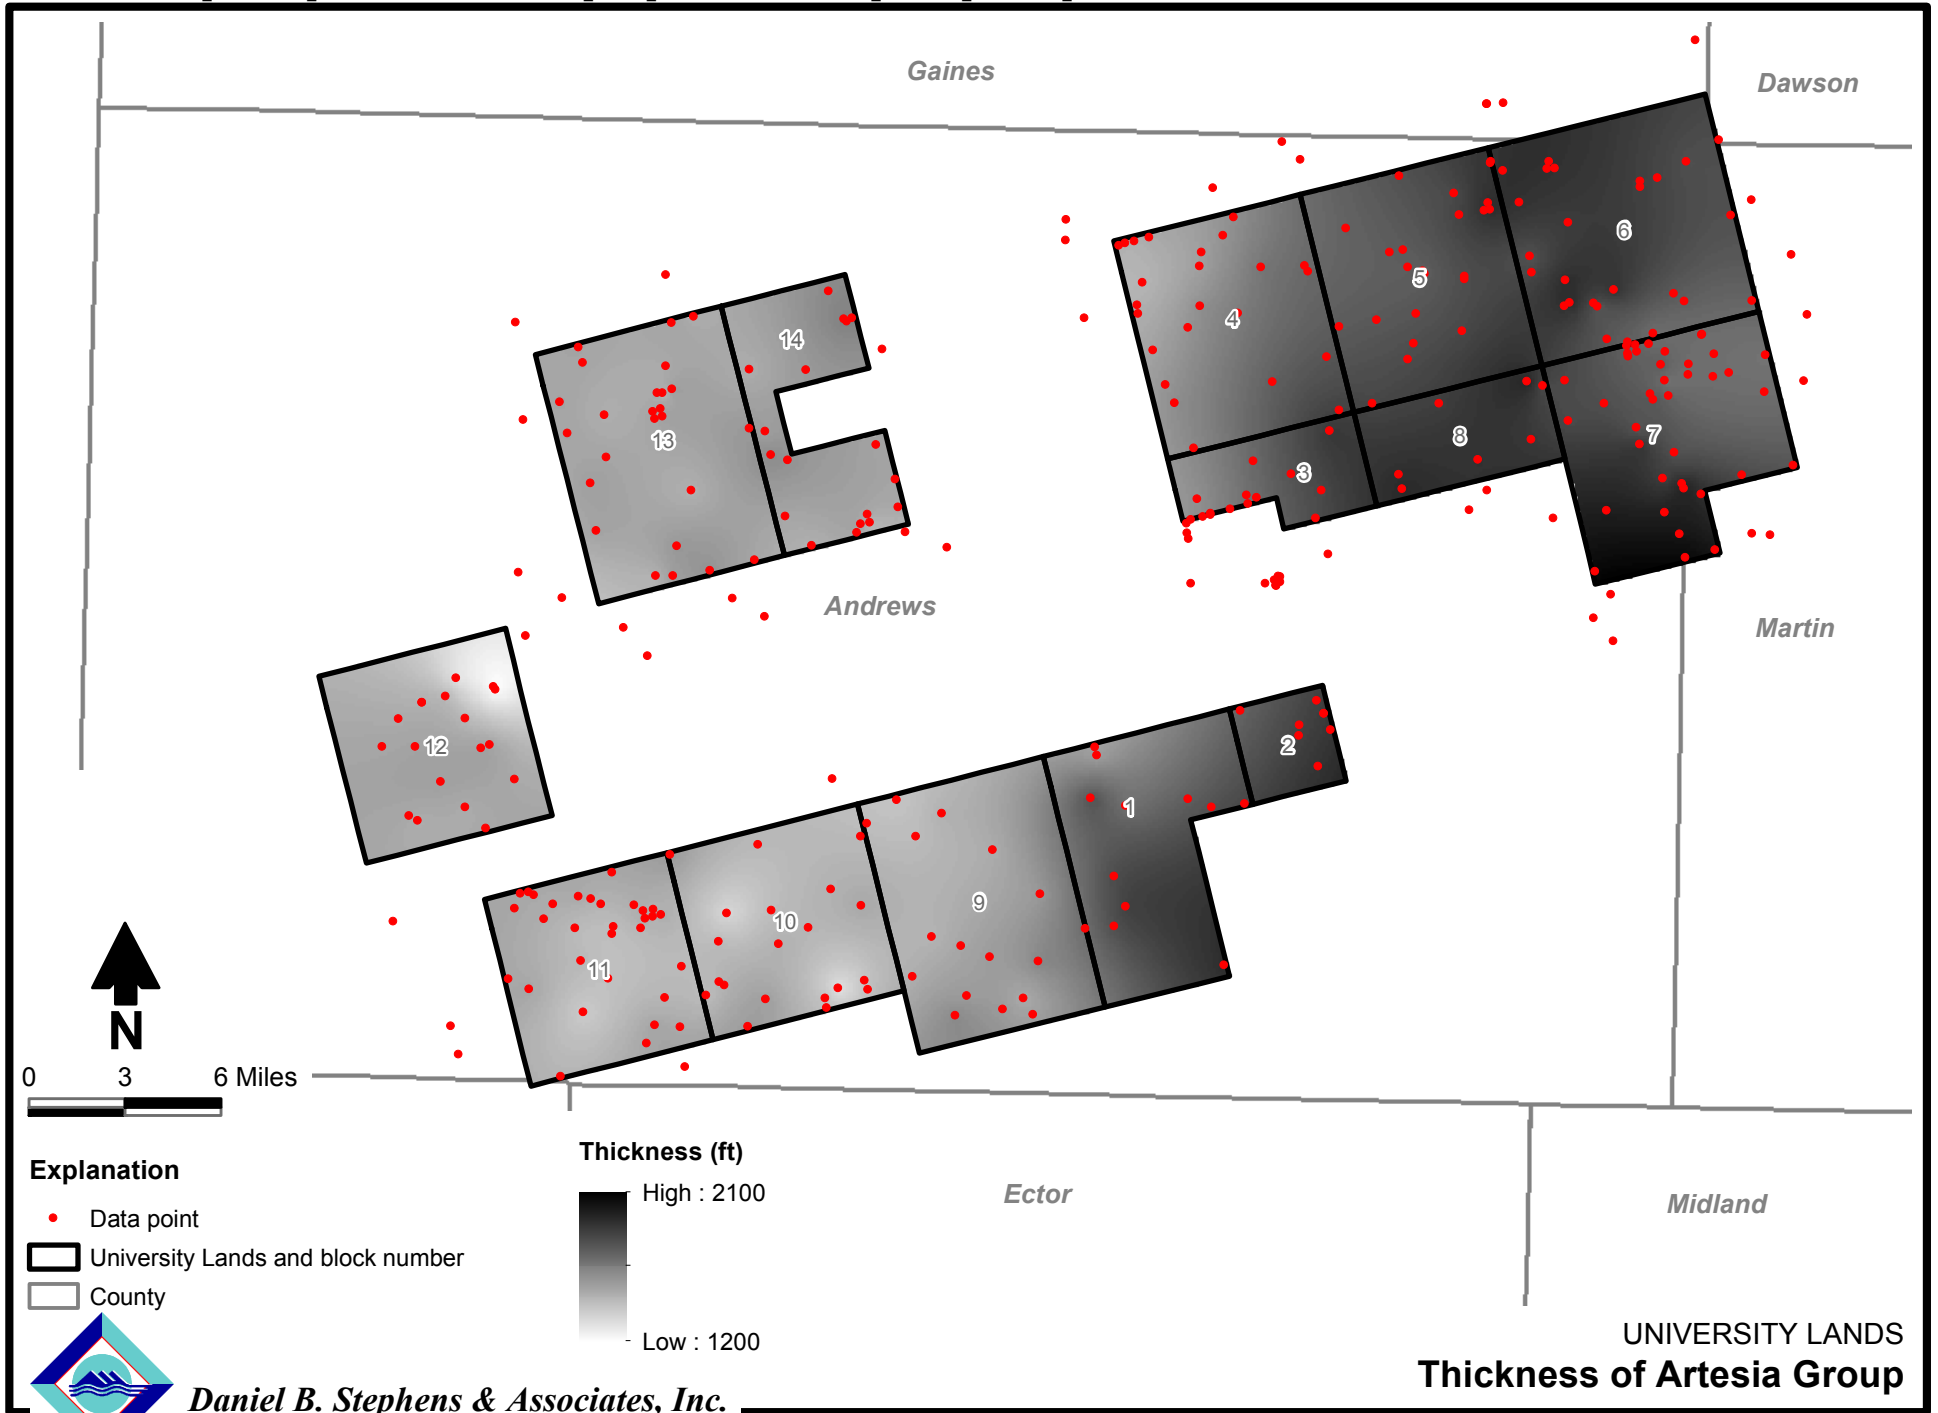 Gaines
Dawson
6
5
4
14
13
8
7
3
Andrews
Martin
12
2
1
9
10
11
N
0 3 6 Miles
Explanation
Data point
University Lands and block number
County
Thickness (ft)
High : 2100
Low : 1200
Ector
Midland
UNIVERSITY LANDS
Thickness of Artesia Group
Daniel B. Stephens & Associates, Inc.